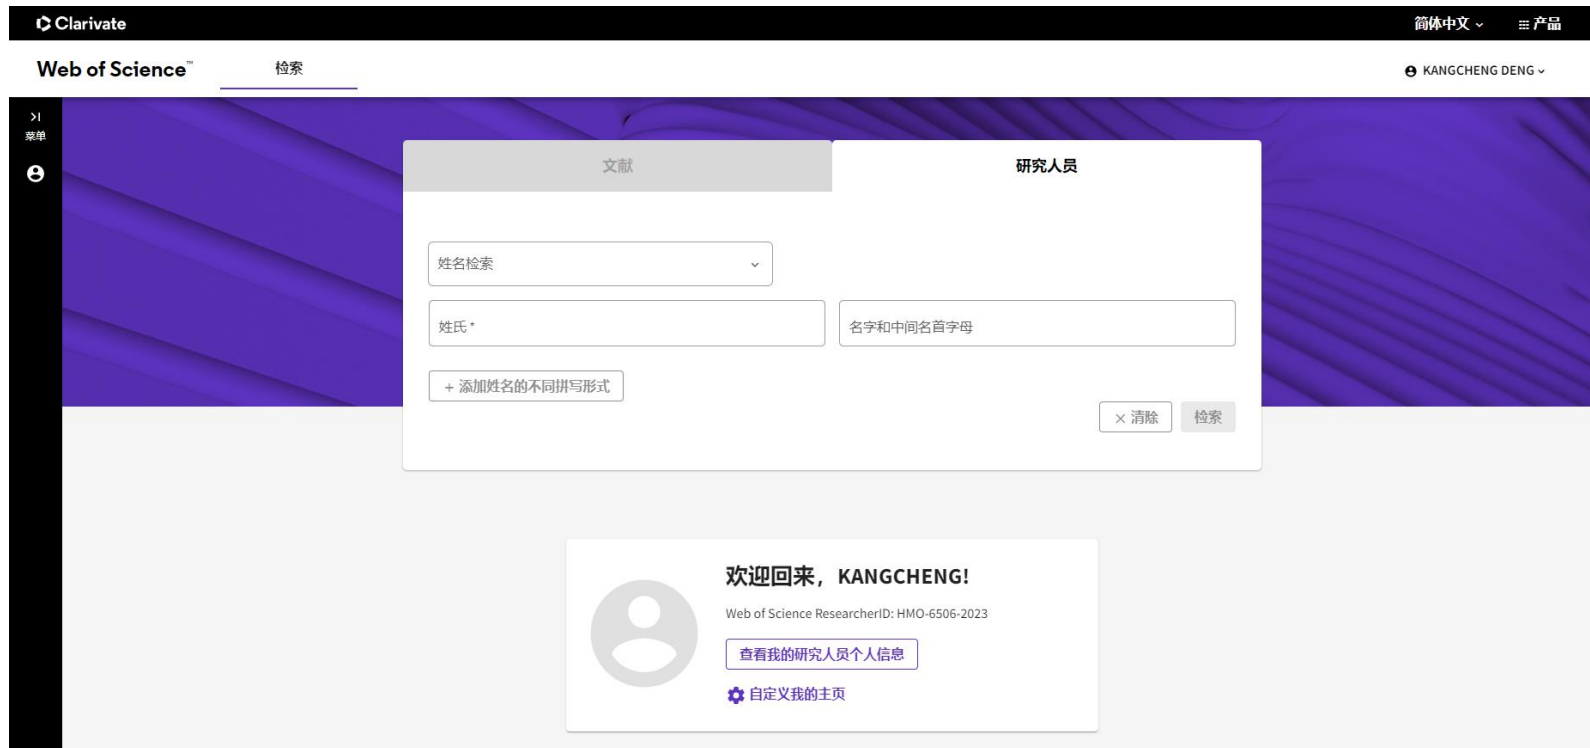 Clarivate
简体中文 产品
Web of Science™ 检索 KANGCHENG DENG
菜单
文献 研究人员
姓名检索
姓氏* 名字和中间名首字母
+ 添加姓名的不同拼写形式
× 清除 检索
欢迎回来，KANGCHENG!
Web of Science ResearcherID: HMO-6506-2023
查看我的研究人员个人信息
自定义我的主页